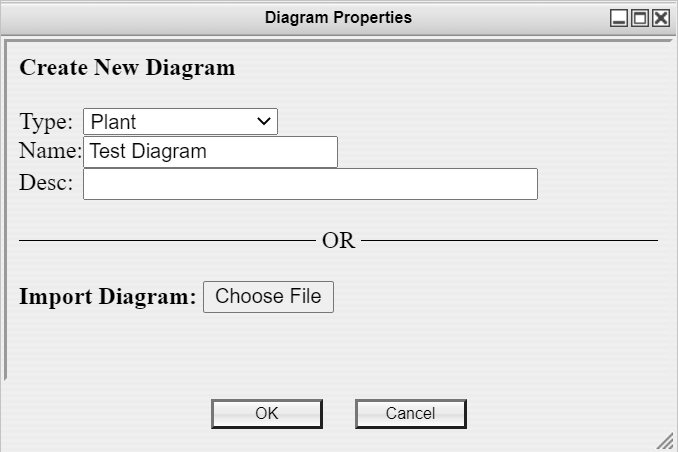 Diagram Properties
Create New Diagram
Type: Plant
Name: Test Diagram
Desc:
OR
Import Diagram: Choose File
OK Cancel